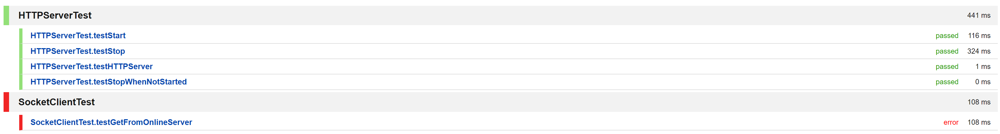 HTTPServerTest 441 ms
HTTPServerTest.testStart passed 116 ms
HTTPServerTest.testStop passed 324 ms
HTTPServerTest.testHTTPServer passed 1 ms
HTTPServerTest.testStopWhenNotStarted passed 0 ms
SocketClientTest 108 ms
SocketClientTest.testGetFromOnlineServer error 108 ms